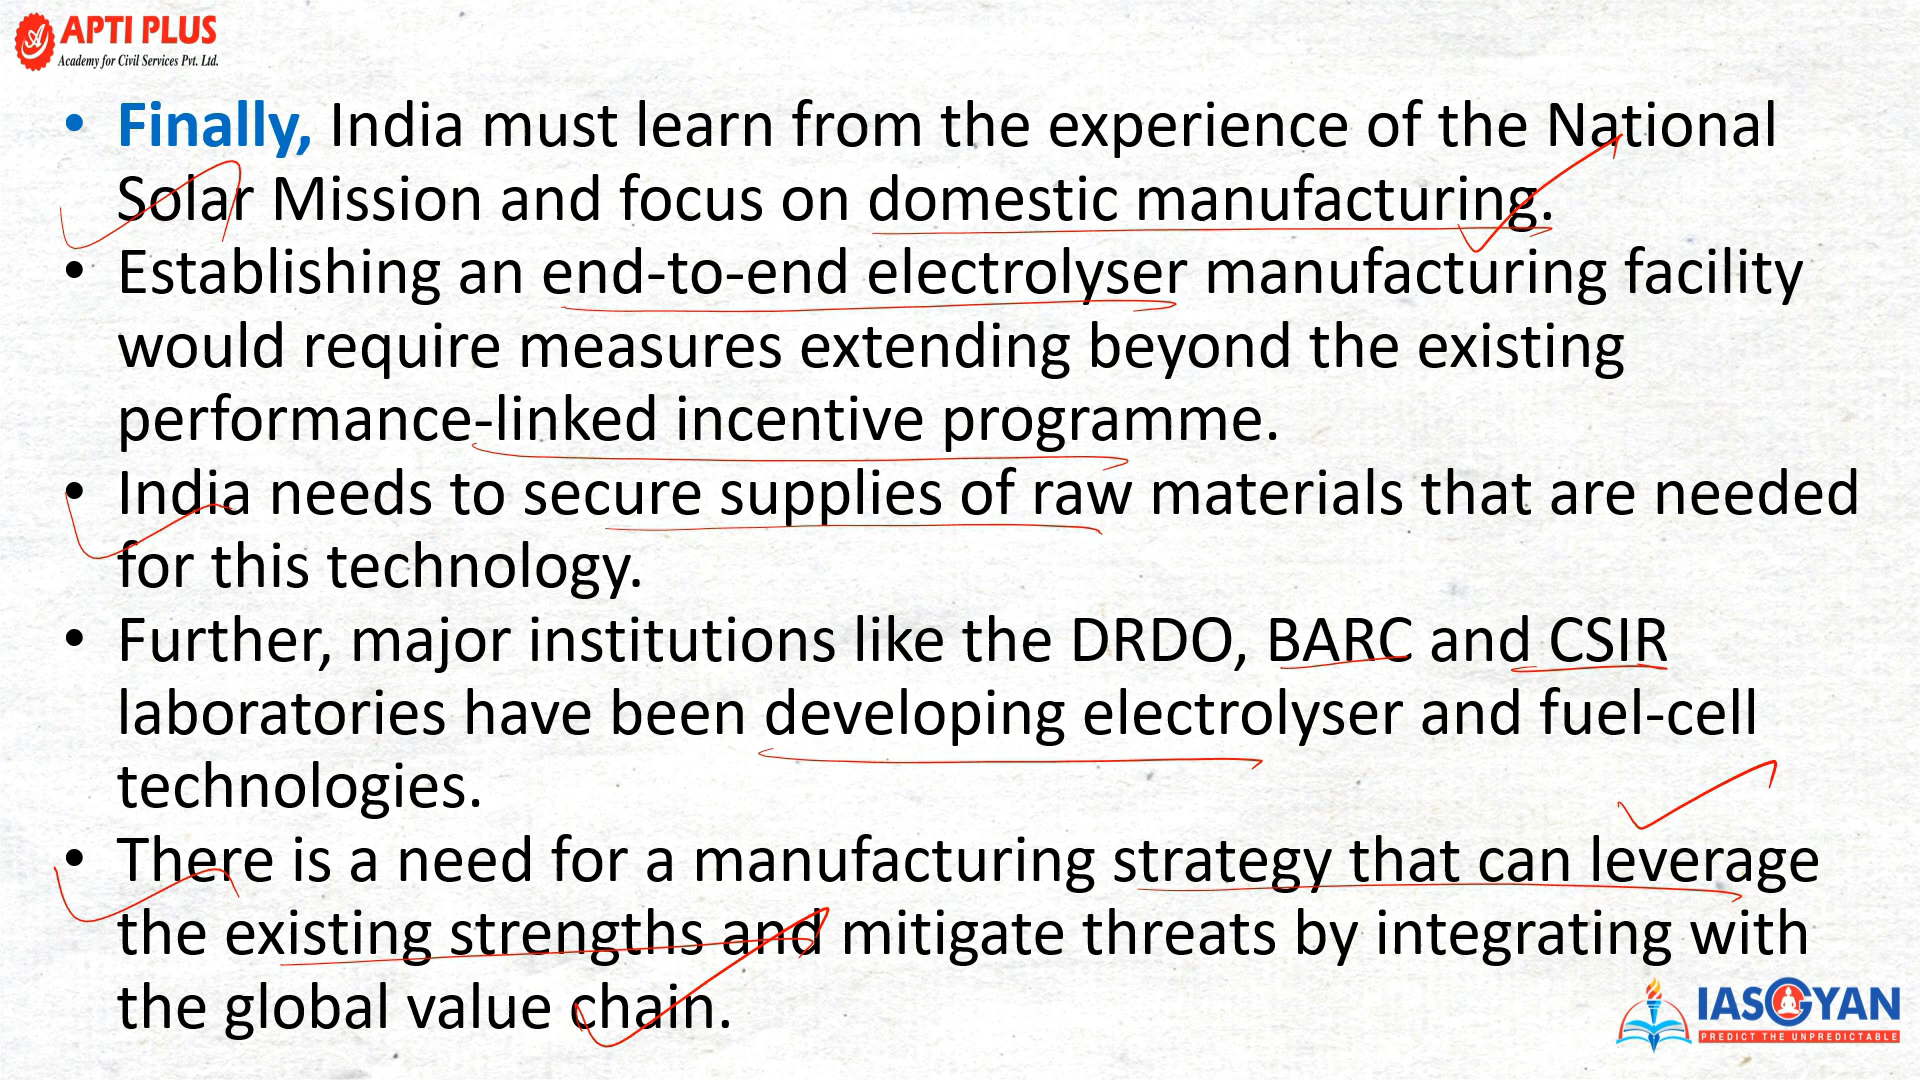 APTI PLUS
Academy for Civil Services Pvt. Ltd.
• Finally, India must learn from the experience of the National
Solar Mission and focus on domestic manufacturing.
• Establishing an end-to-end electrolyser manufacturing facility
would require measures extending beyond the existing
performance-linked incentive programme.
• India needs to secure supplies of raw materials that are needed
for this technology.
• Further, major institutions like the DRDO, BARC and CSIR
laboratories have been developing electrolyser and fuel-cell
technologies.
• There is a need for a manufacturing strategy that can leverage
the existing strengths and mitigate threats by integrating with
the global value chain.
IASGYAN
PREDICT THE UNPREDICTABLE